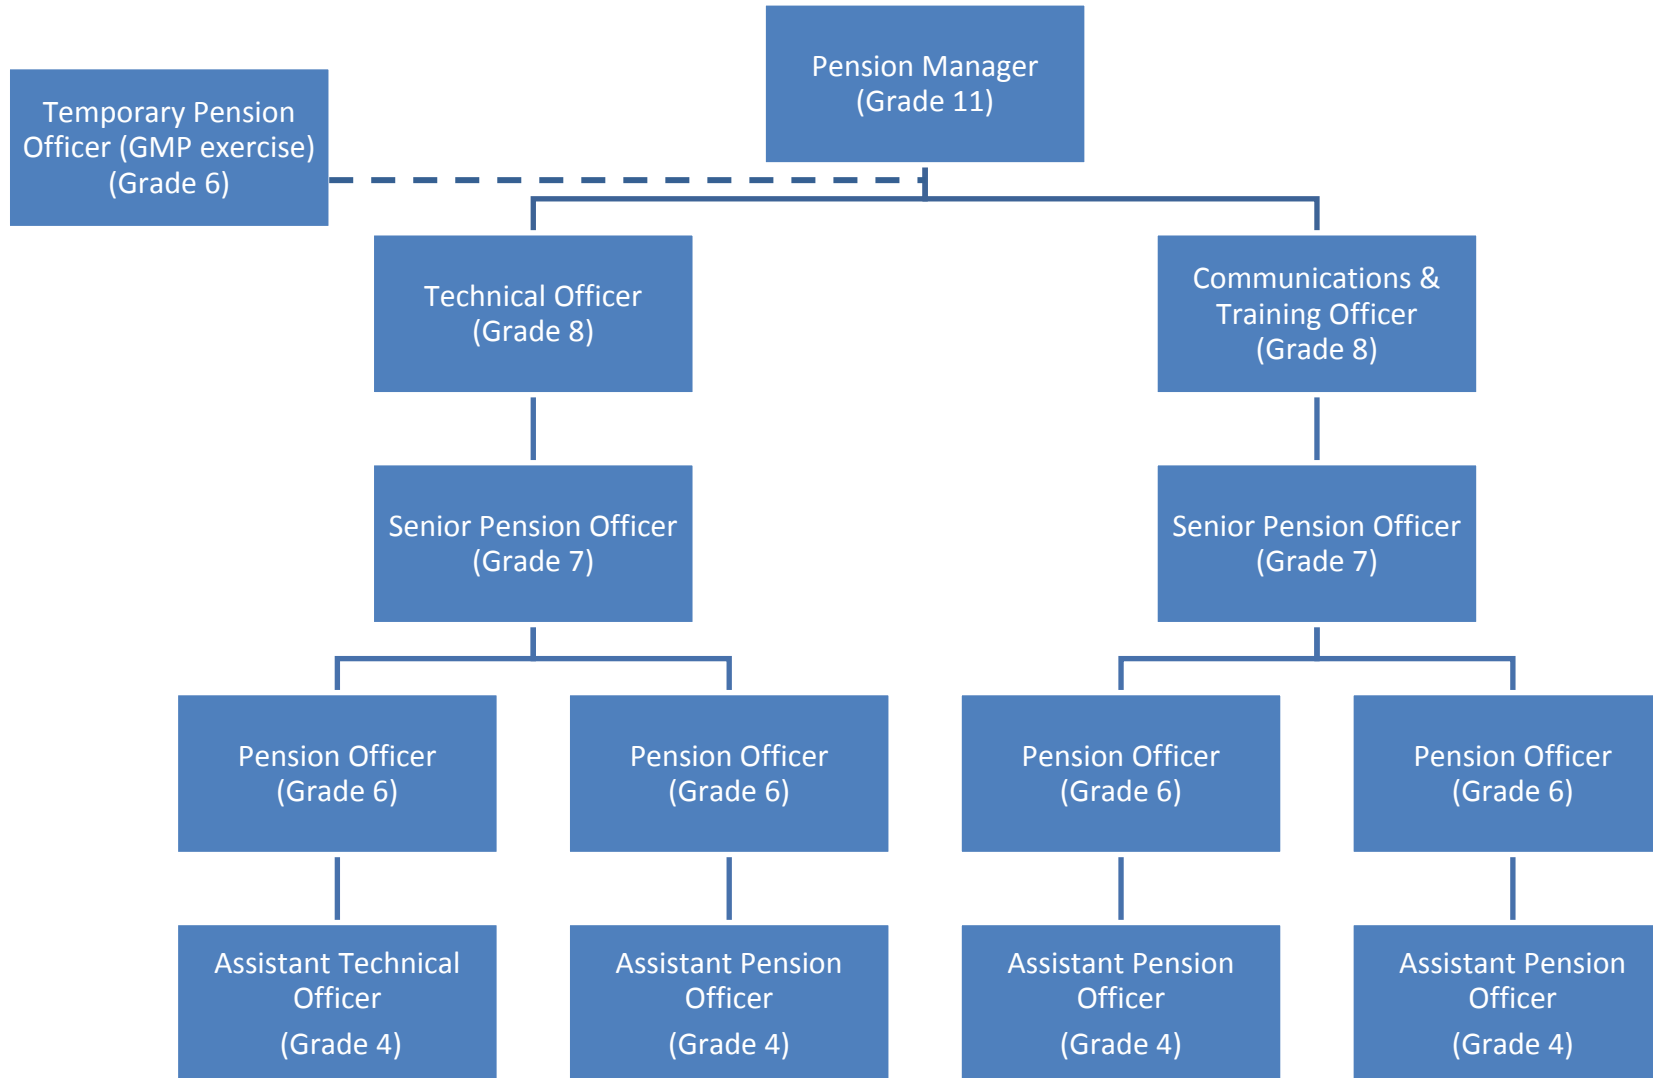 Pension Manager
(Grade 11)
Temporary Pension
Officer (GMP exercise)
(Grade 6)
Technical Officer
(Grade 8)
Communications &
Training Officer
(Grade 8)
Senior Pension Officer
(Grade 7)
Senior Pension Officer
(Grade 7)
Pension Officer
(Grade 6)
Pension Officer
(Grade 6)
Pension Officer
(Grade 6)
Pension Officer
(Grade 6)
Assistant Technical
Officer
(Grade 4)
Assistant Pension
Officer
(Grade 4)
Assistant Pension
Officer
(Grade 4)
Assistant Pension
Officer
(Grade 4)